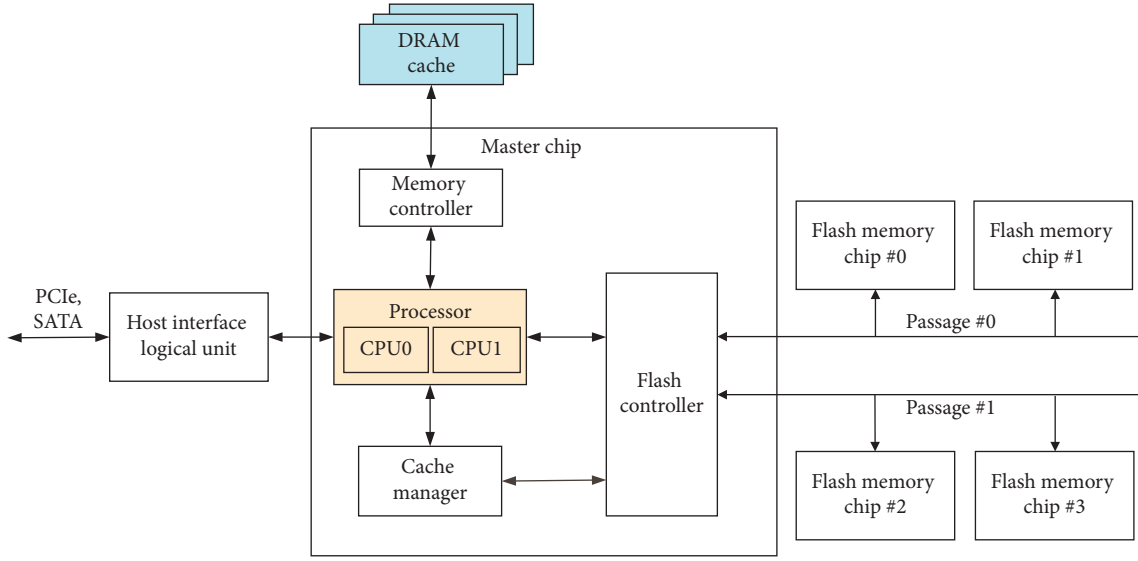 DRAM
cache
Master chip
Memory
controller
Flash memory
chip #0
Flash memory
chip #1
PCIe,
SATA
Host interface
logical unit
Processor
CPU0
CPU1
Passage #0
Flash
controller
Passage #1
Cache
manager
Flash memory
chip #2
Flash memory
chip #3